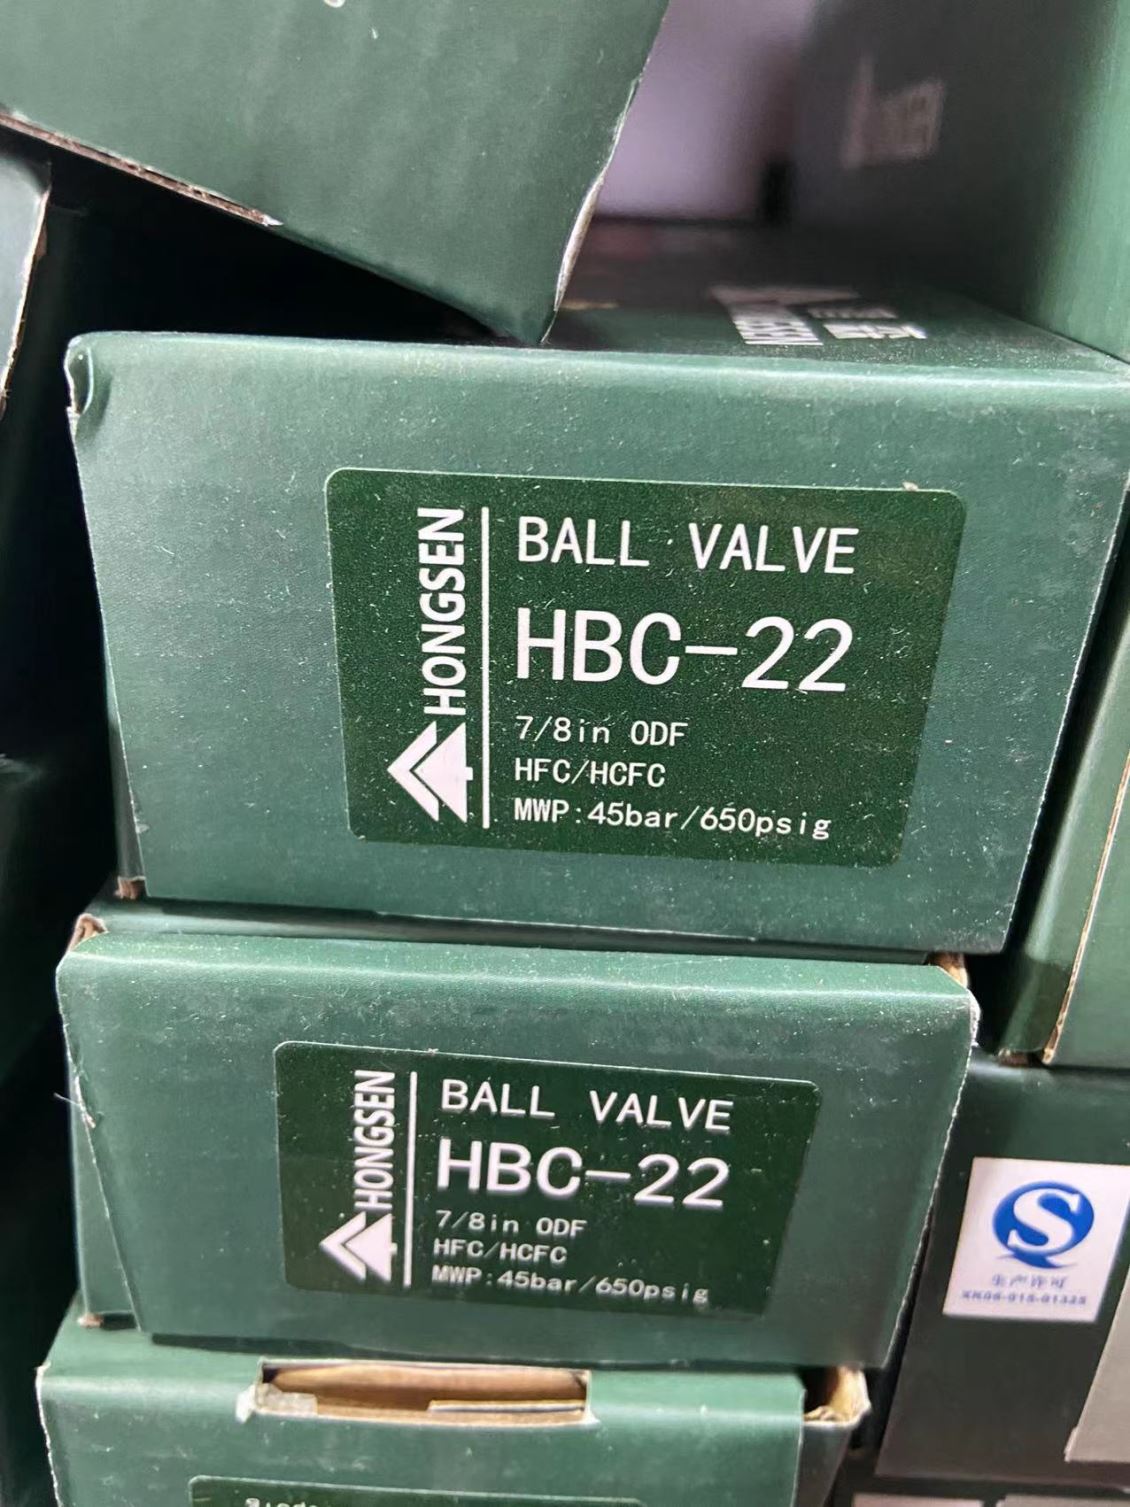 HONGSEN
BALL VALVE
HBC-22
7/8in ODF
HFC/HCFC
MWP:45bar/650psig
HONGSEN
BALL VALVE
HBC-22
7/8in ODF
HFC/HCFC
MWP:45bar/650psig
生产许可